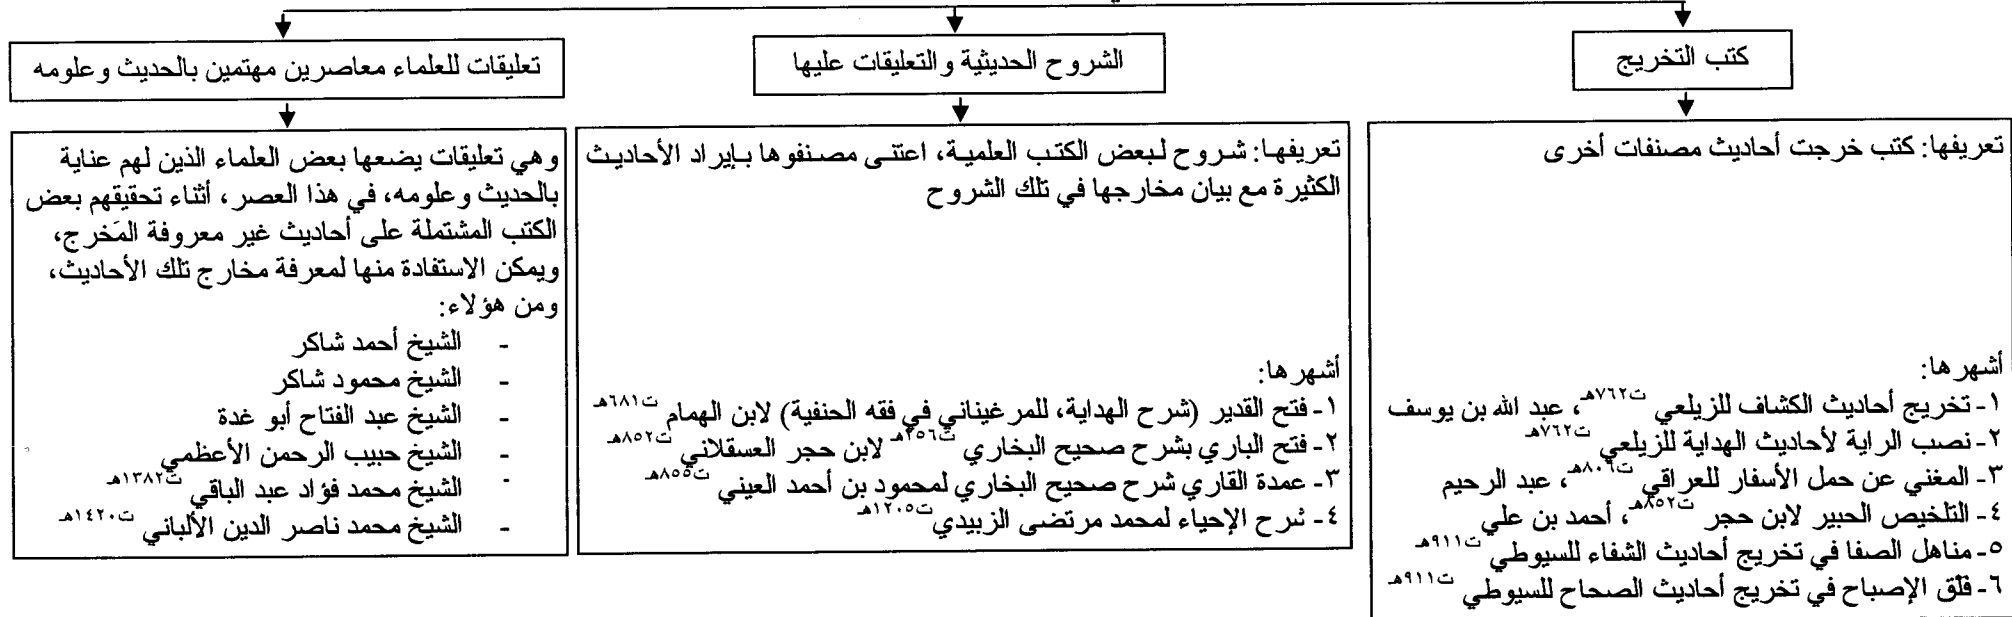 كتب التخريج
تعريفها: كتب خرجت أحاديث مصنفات أخرى
أشهرها:
١- تخريج أحاديث الكشاف للزيلعي ت٧٦٢هـ، عبد الله بن يوسف
٢- نصب الراية لأحاديث الهداية للزيلعي ت٧٦٢هـ
٣- المغني عن حمل الأسفار للعراقي ت٨٠٦هـ، عبد الرحيم
٤- التلخيص الحبير لابن حجر ت٨٥٢هـ، أحمد بن علي
٥- مناهل الصفا في تخريج أحاديث الشفاء للسيوطي ت٩١١هـ
٦- فلق الإصباح في تخريج أحاديث الصحاح للسيوطي ت٩١١هـ
الشروح الحديثية والتعليقات عليها
تعريفها: شروح لبعض الكتب العلمية، اعتنى مصنفوها بإيراد الأحاديث
الكثيرة مع بيان مخارجها في تلك الشروح
أشهرها:
١- فتح القدير (شرح الهداية، للمرغيناني في فقه الحنفية) لابن الهمام ت٦٨١هـ
٢- فتح الباري بشرح صحيح البخاري ت٢٥٦هـ لابن حجر العسقلاني ت٨٥٢هـ
٣- عمدة القاري شرح صحيح البخاري لمحمود بن أحمد العيني ت٨٥٥هـ
٤- شرح الإحياء لمحمد مرتضى الزبيدي ت١٢٠٥هـ
تعليقات للعلماء معاصرين مهتمين بالحديث وعلومه
وهي تعليقات يضعها بعض العلماء الذين لهم عناية
بالحديث وعلومه، في هذا العصر، أثناء تحقيقهم بعض
الكتب المشتملة على أحاديث غير معروفة المَخرج،
ويمكن الاستفادة منها لمعرفة مخارج تلك الأحاديث،
ومن هؤلاء:
- الشيخ أحمد شاكر
- الشيخ محمود شاكر
- الشيخ عبد الفتاح أبو غدة
- الشيخ حبيب الرحمن الأعظمي
- الشيخ محمد فؤاد عبد الباقي ت١٣٨٢هـ
- الشيخ محمد ناصر الدين الألباني ت١٤٢٠هـ